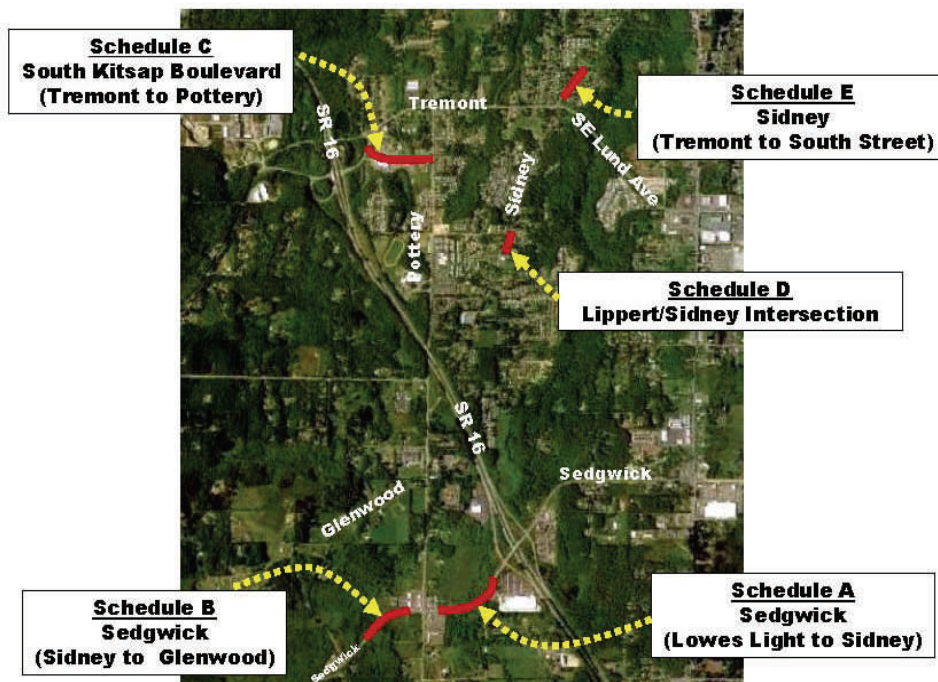 Schedule C
South Kitsap Boulevard
(Tremont to Pottery)
Schedule E
Sidney
(Tremont to South Street)
Tremont
SR 16
SE Lund Ave
Sidney
Pottery
Schedule D
Lippert/Sidney Intersection
SR 16
Sedgwick
Glenwood
Schedule B
Sedgwick
(Sidney to Glenwood)
Schedule A
Sedgwick
(Lowes Light to Sidney)
Sedgwick